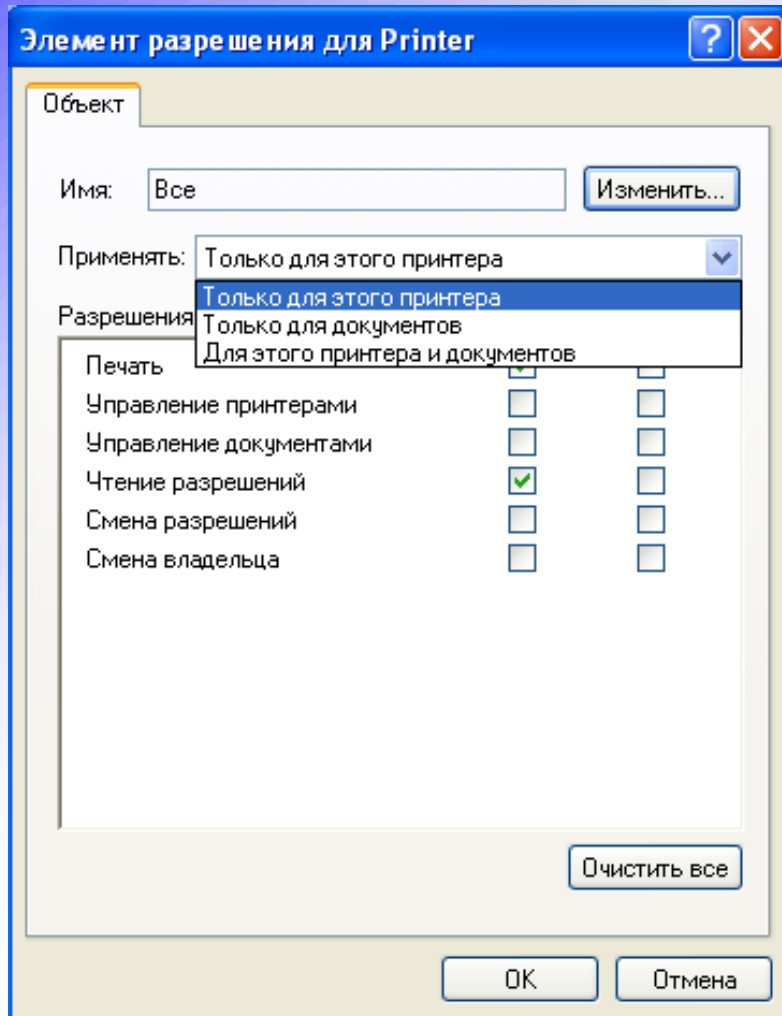 Элемент разрешения для Printer
Объект
Имя: Все Изменить...
Применять: Только для этого принтера
Только для этого принтера
Разрешения
Только для документов
Для этого принтера и документов
Печать
Управление принтерами
Управление документами
Чтение разрешений
Смена разрешений
Смена владельца
Очистить все
ОК Отмена